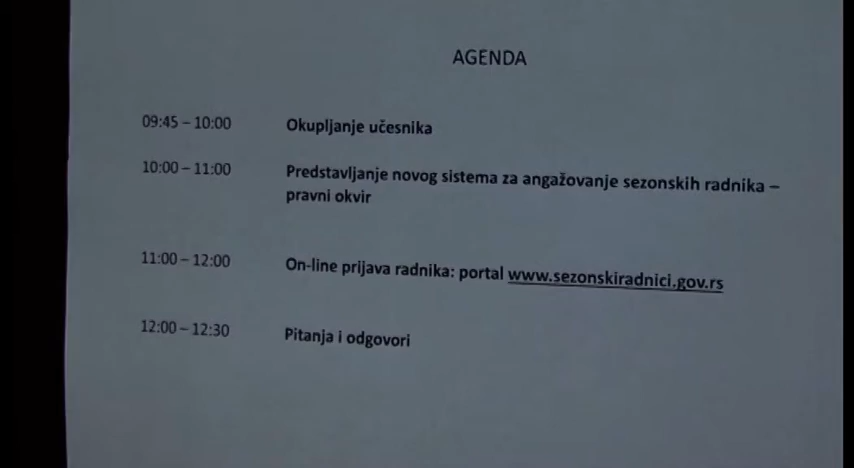 AGENDA
09:45 – 10:00 Okupljanje učesnika
10:00 – 11:00 Predstavljanje novog sistema za angažovanje sezonskih radnika –
pravni okvir
11:00 – 12:00 On-line prijava radnika: portal www.sezonskiradnici.gov.rs
12:00 – 12:30 Pitanja i odgovori